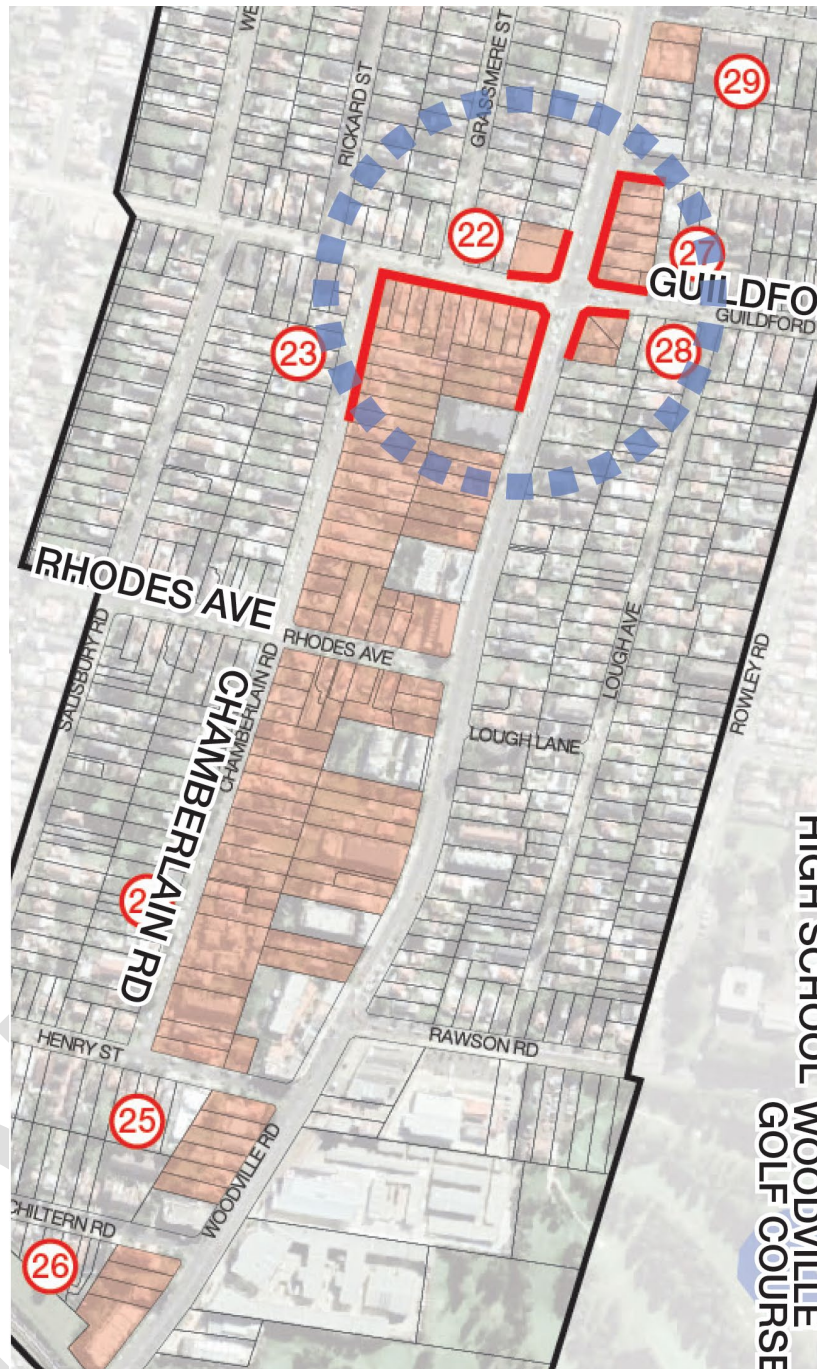 WE
GRASSMERE ST
29
RICKARD ST
22
27
GUILDFO
GUILDFORD
23
28
RHODES AVE
RHODES AVE
SALISBURY RD
CHAMBERLAIN RD
CHAMBERLAIN RD
LOUGH AVE
ROWLEY RD
LOUGH LANE
2
HENRY ST
RAWSON RD
25
WOODVILLE RD
CHILTERN RD
26
HIGH SCHOOL WOODVILLE
GOLF COURSE